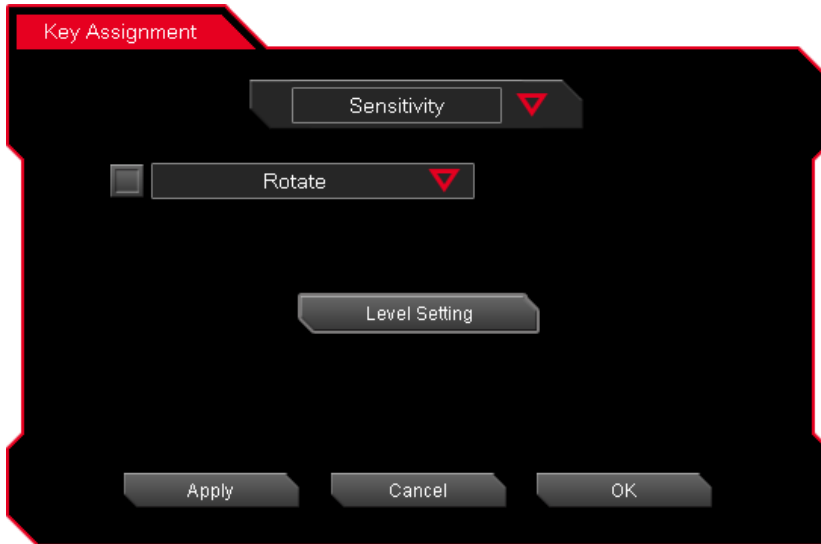 Key Assignment
Sensitivity
Rotate
Level Setting
Apply Cancel OK